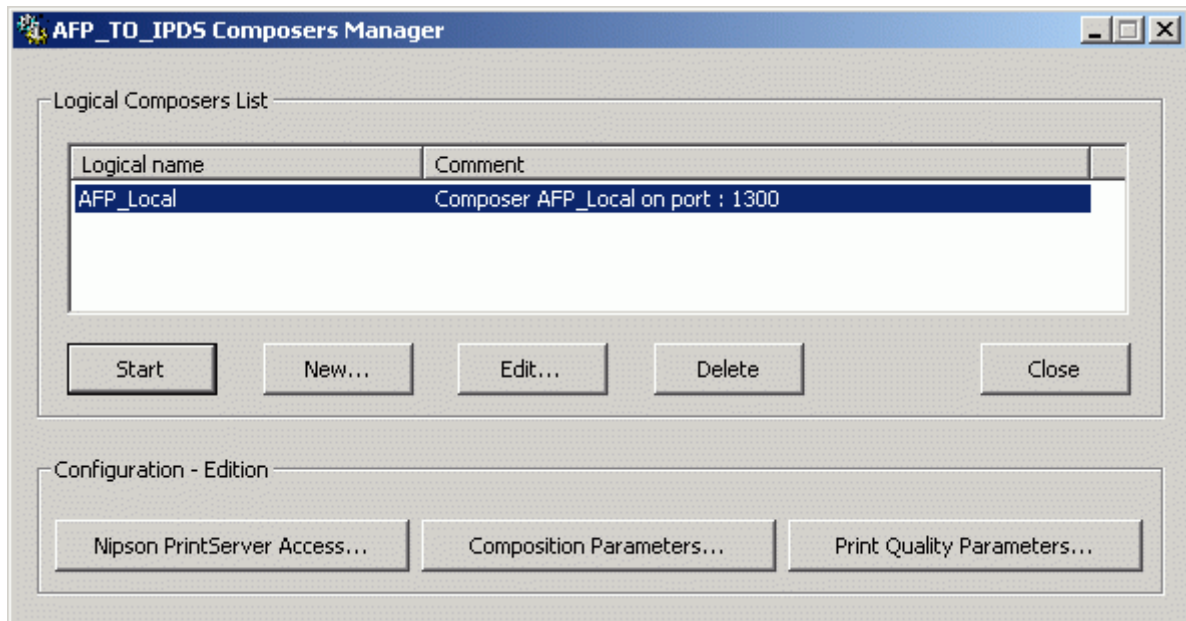 AFP_TO_IPDS Composers Manager
Logical Composers List
Logical name Comment
AFP_Local Composer AFP_Local on port : 1300
Start New... Edit... Delete Close
Configuration - Edition
Nipson PrintServer Access... Composition Parameters... Print Quality Parameters...